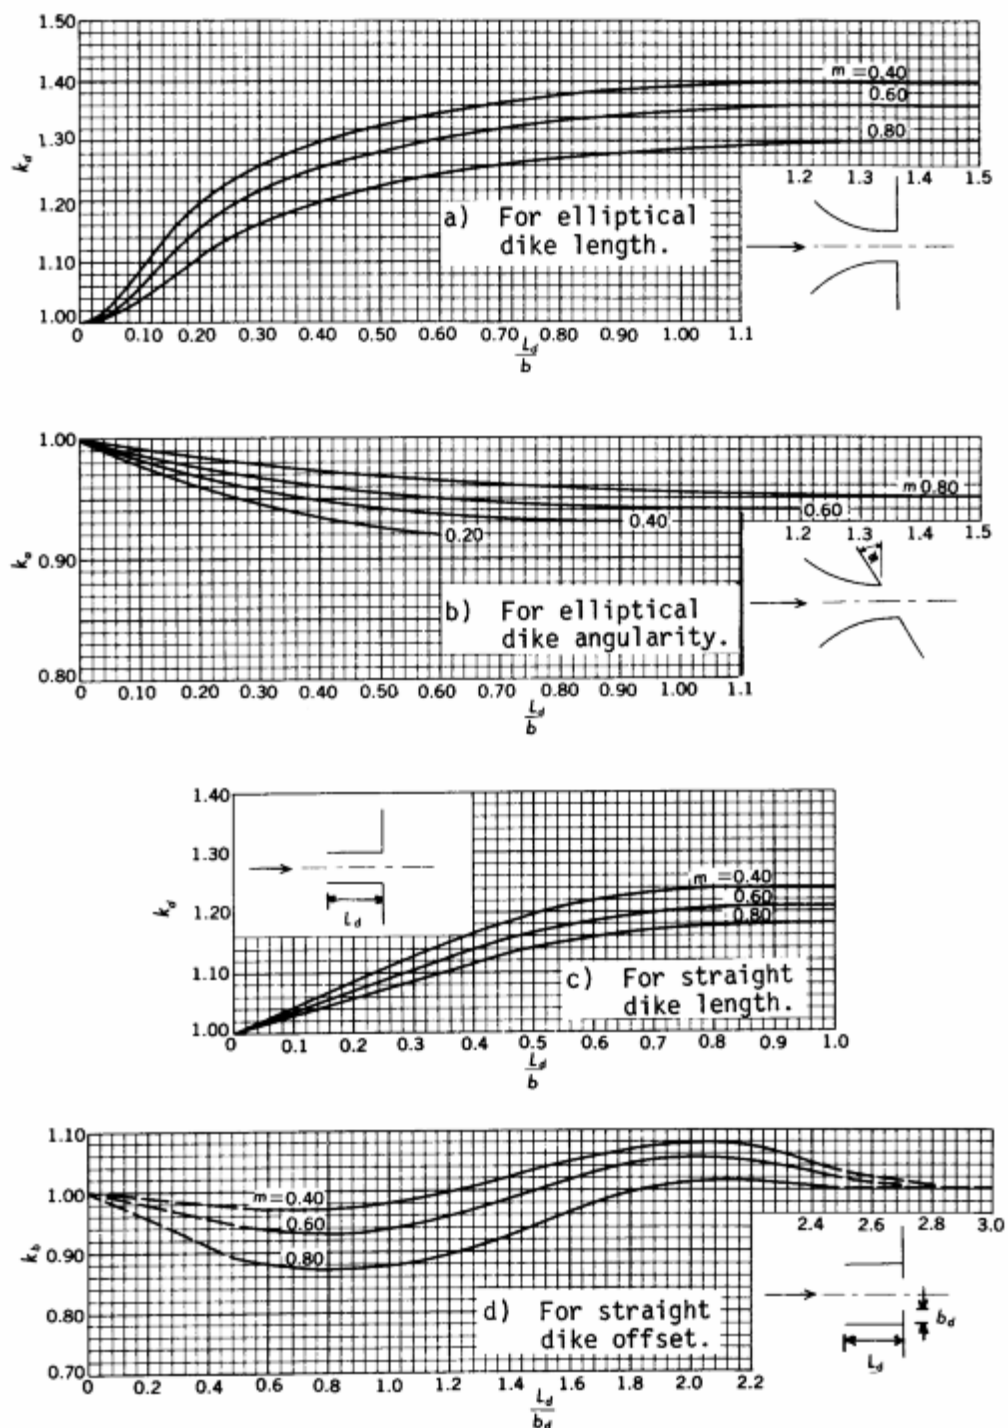 1.50
1.40
1.30
1.20
1.10
1.00
k_d
m = 0.40
0.60
0.80
1.2 1.3 1.4 1.5
a) For elliptical
dike length.
0 0.10 0.20 0.30 0.40 0.50 0.60 0.70 0.80 0.90 1.00 1.1
L_d
b
1.00
0.90
0.80
k_a
m 0.80
0.60
0.40
0.20
1.2 1.3 1.4 1.5
Φ
b) For elliptical
dike angularity.
0 0.10 0.20 0.30 0.40 0.50 0.60 0.70 0.80 0.90 1.00 1.1
L_d
b
1.40
1.30
1.20
1.10
1.00
k_d
L_d
m = 0.40
0.60
0.80
c) For straight
dike length.
0 0.1 0.2 0.3 0.4 0.5 0.6 0.7 0.8 0.9 1.0
L_d
b
1.10
1.00
0.90
0.80
0.70
k_b
m = 0.40
0.60
0.80
2.4 2.6 2.8 3.0
d) For straight
dike offset.
b_d
L_d
0 0.2 0.4 0.6 0.8 1.0 1.2 1.4 1.6 1.8 2.0 2.2
L_d
b_d